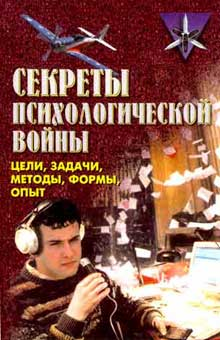 СЕКРЕТЫ
ПСИХОЛОГИЧЕСКОЙ
ВОЙНЫ
ЦЕЛИ, ЗАДАЧИ,
МЕТОДЫ, ФОРМЫ,
ОПЫТ